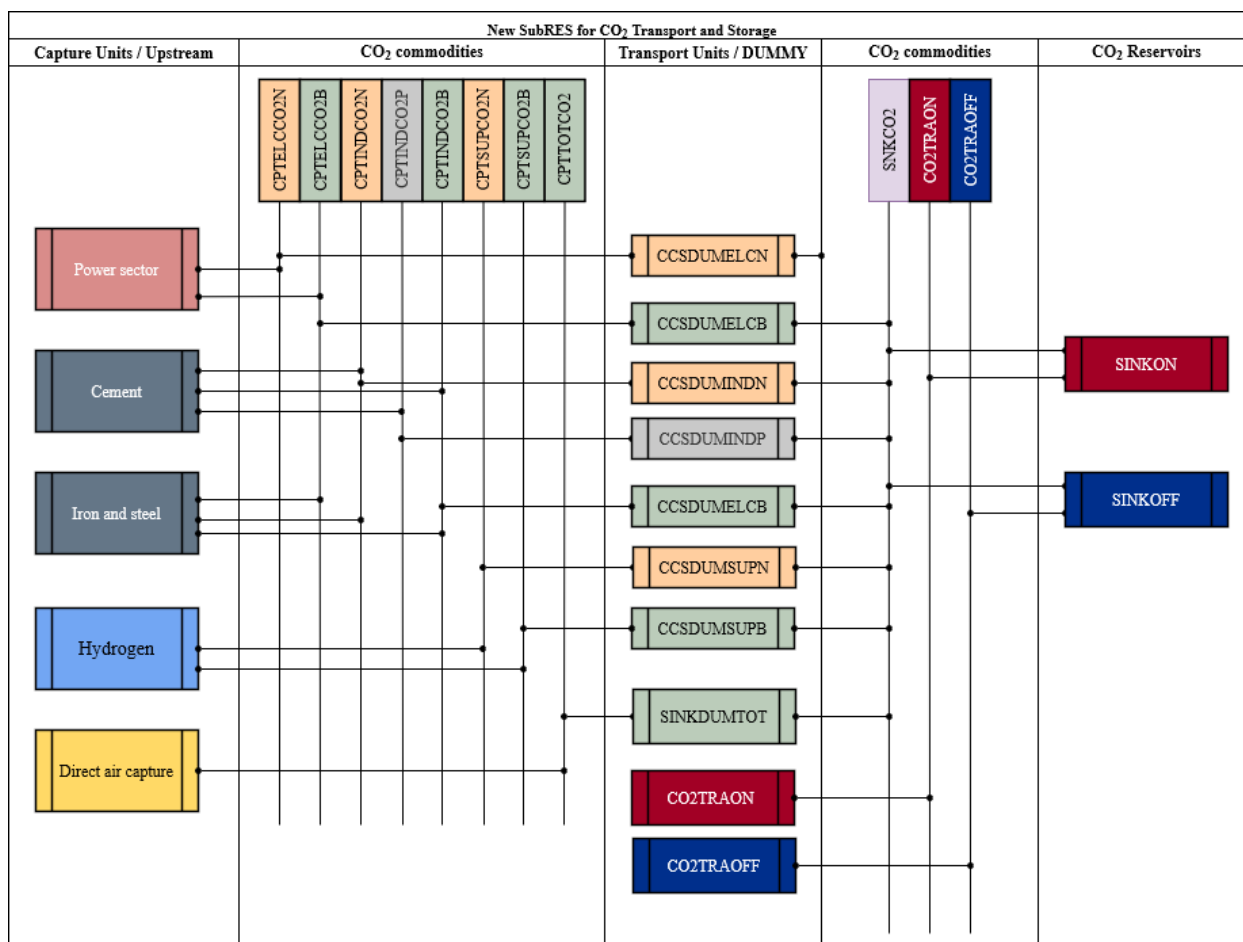 New SubRES for CO₂ Transport and Storage
Capture Units / Upstream
CO₂ commodities
Transport Units / DUMMY
CO₂ commodities
CO₂ Reservoirs
CPTELCCO2N
CPTELCCO2B
CPTINDCO2N
CPTINDCO2P
CPTINDCO2B
CPTSUPCO2N
CPTSUPCO2B
CPTTOTCO2
SNKCO2
CO2TRAON
CO2TRAOFF
Power sector
Cement
Iron and steel
Hydrogen
Direct air capture
CCSDUMELCN
CCSDUMELCB
CCSDUMINDN
CCSDUMINDP
CCSDUMELCB
CCSDUMSUPN
CCSDUMSUPB
SINKDUMTOT
CO2TRAON
CO2TRAOFF
SINKON
SINKOFF